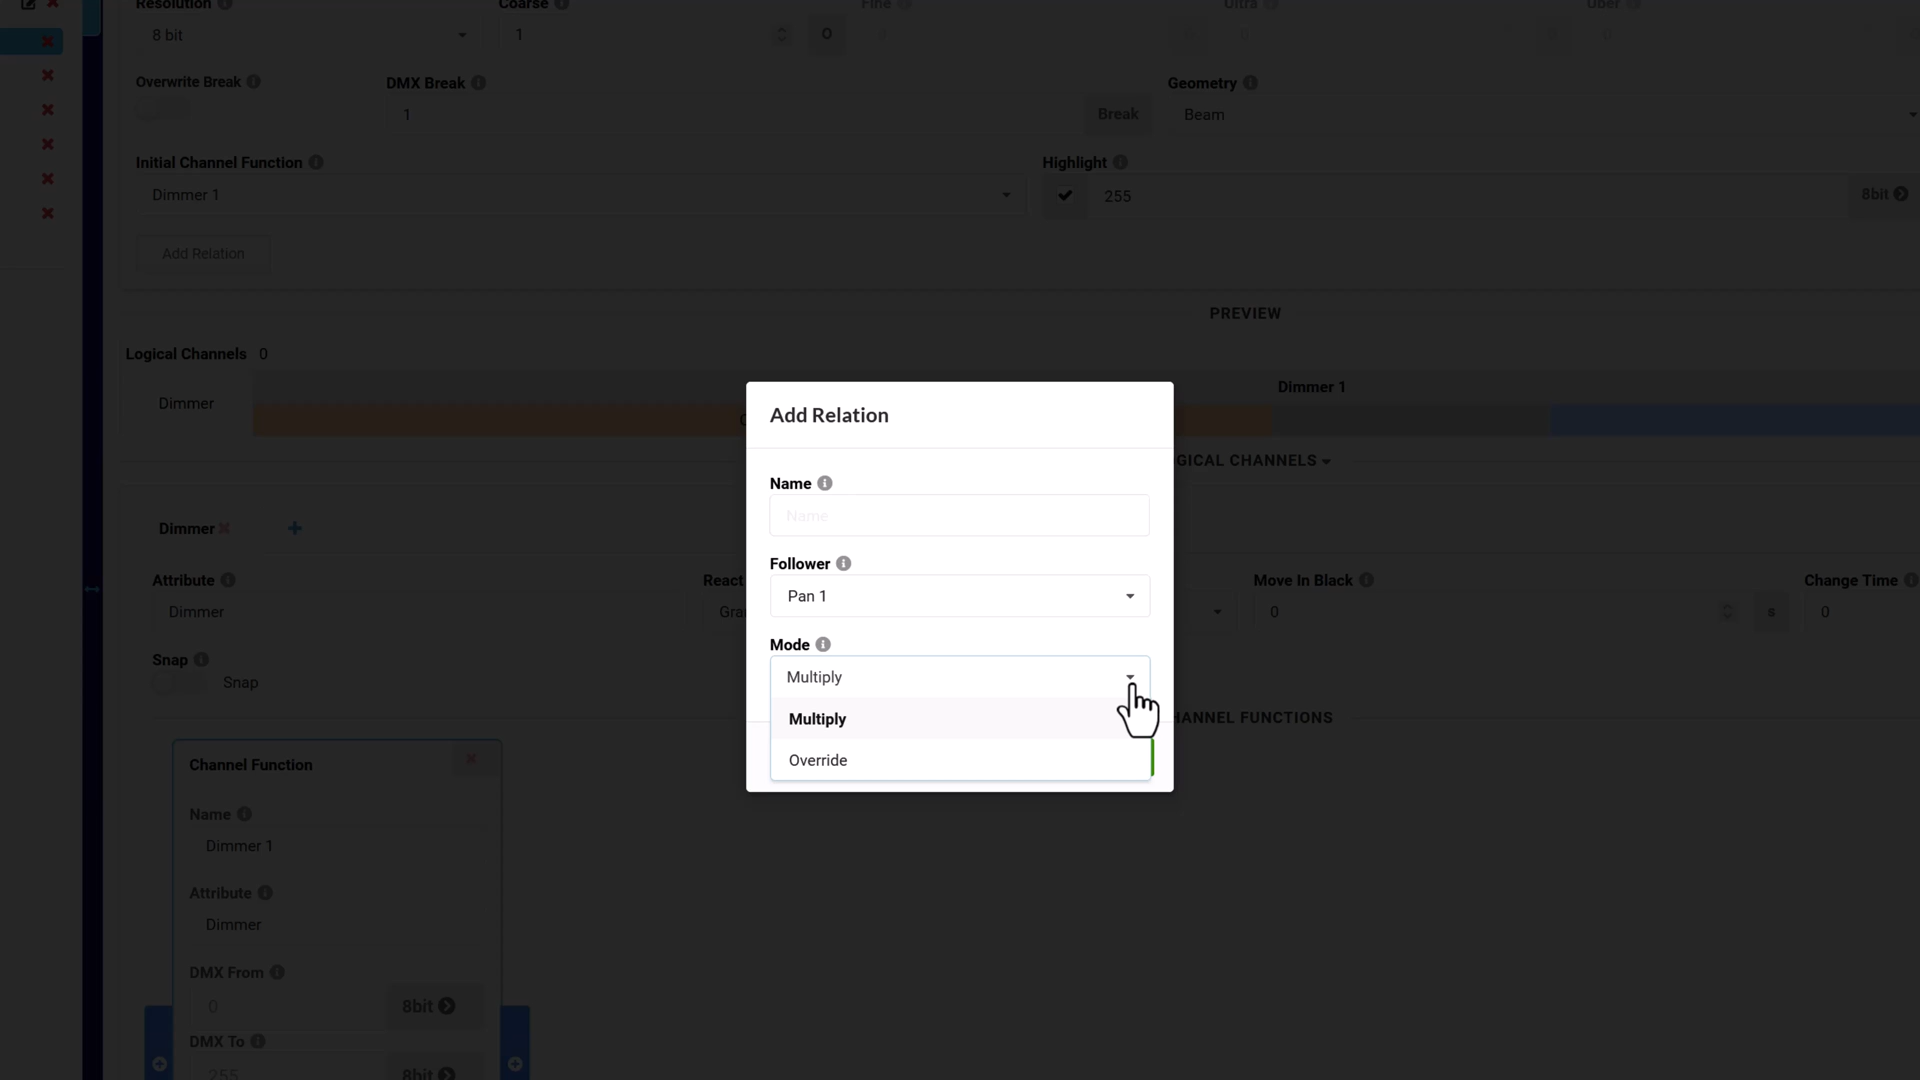 Resolution Coarse Fine Ultra Uber
8 bit 1 O 0 0 0
Overwrite Break DMX Break Geometry
1 Break Beam
Initial Channel Function Highlight
Dimmer 1 255 8bit
Add Relation
PREVIEW
Logical Channels 0
Dimmer 1
Dimmer
Add Relation
GICAL CHANNELS
Name
Name
Dimmer
Follower
Attribute React Move In Black Change Time
Pan 1
Dimmer Gra 0 s 0
Mode
Snap
Multiply
Snap
Multiply
HANNEL FUNCTIONS
Override
Channel Function
Name
Dimmer 1
Attribute
Dimmer
DMX From
0 8bit
DMX To
255 8bit